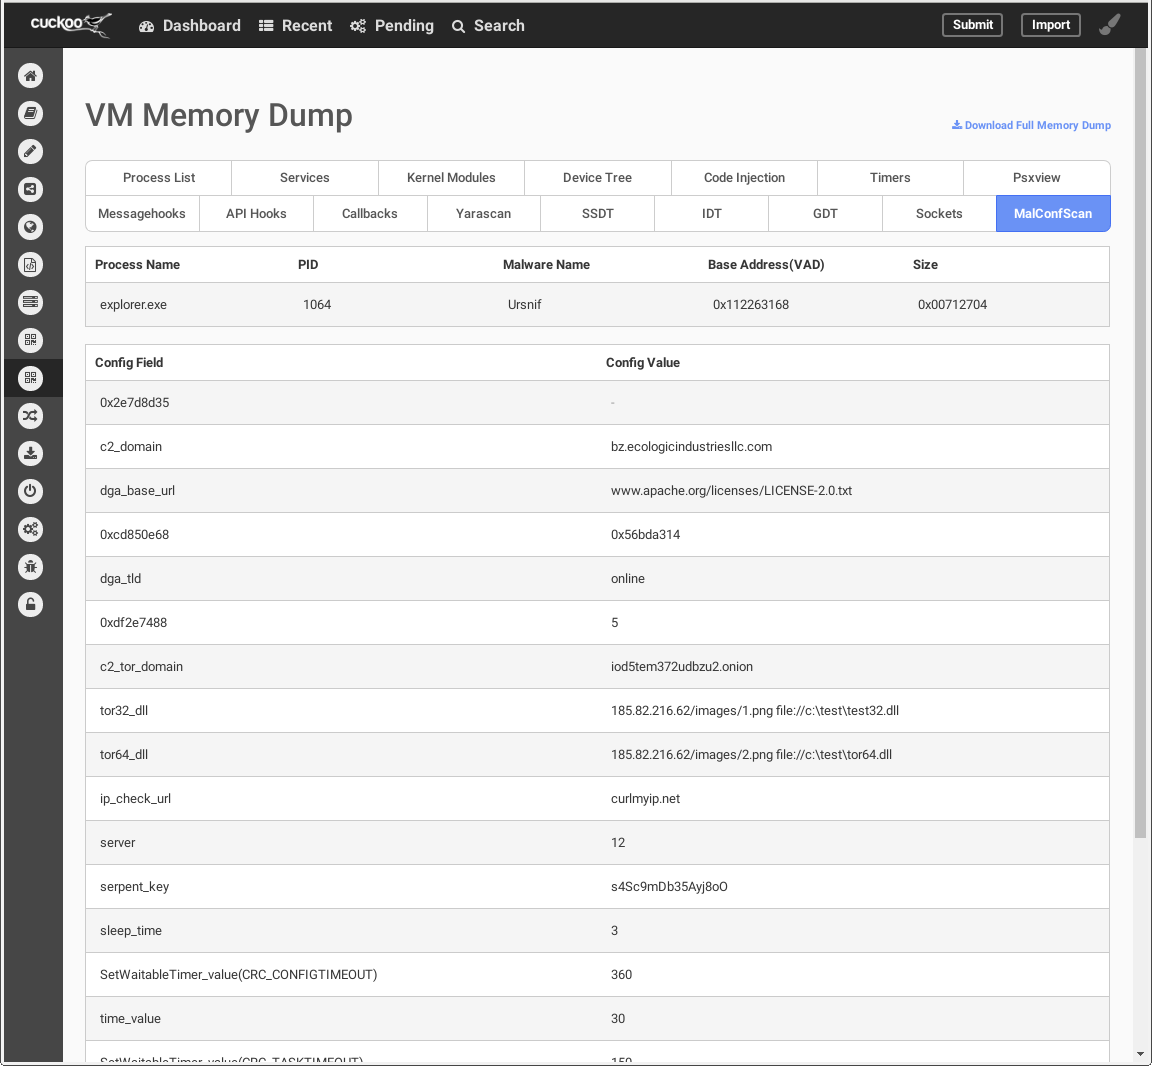 cuckoo Dashboard Recent Pending Search Submit Import
VM Memory Dump
Download Full Memory Dump
Process List Services Kernel Modules Device Tree Code Injection Timers Psxview
Messagehooks API Hooks Callbacks Yarascan SSDT IDT GDT Sockets MalConfScan
Process Name PID Malware Name Base Address(VAD) Size
explorer.exe 1064 Ursnif 0x112263168 0x00712704
Config Field Config Value
0x2e7d8d35 -
c2_domain bz.ecologicindustriesllc.com
dga_base_url www.apache.org/licenses/LICENSE-2.0.txt
0xcd850e68 0x56bda314
dga_tld online
0xdf2e7488 5
c2_tor_domain iod5tem372udbzu2.onion
tor32_dll 185.82.216.62/images/1.png file://c:\test\test32.dll
tor64_dll 185.82.216.62/images/2.png file://c:\test\tor64.dll
ip_check_url curlmyip.net
server 12
serpent_key s4Sc9mDb35Ayj8oO
sleep_time 3
SetWaitableTimer_value(CRC_CONFIGTIMEOUT) 360
time_value 30
SetWaitableTimer_value(CRC_TASKTIMEOUT)